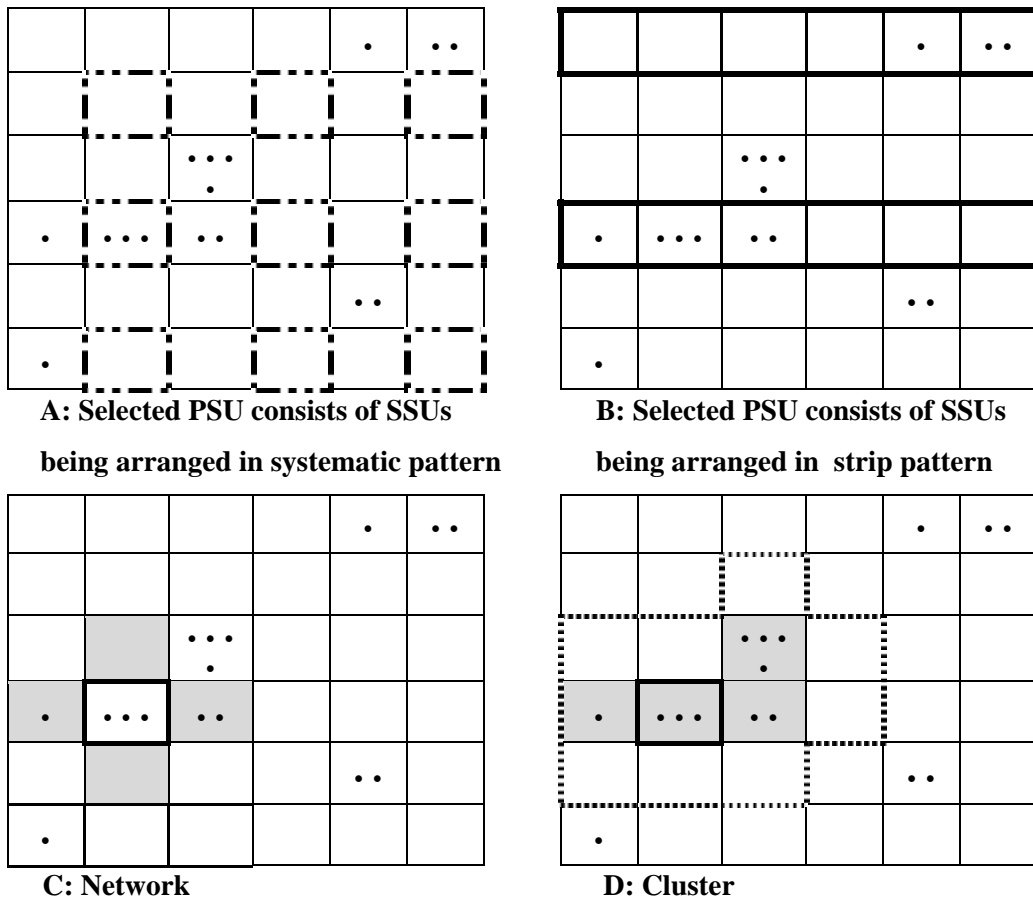 A: Selected PSU consists of SSUs
being arranged in systematic pattern
B: Selected PSU consists of SSUs
being arranged in strip pattern
C: Network
D: Cluster